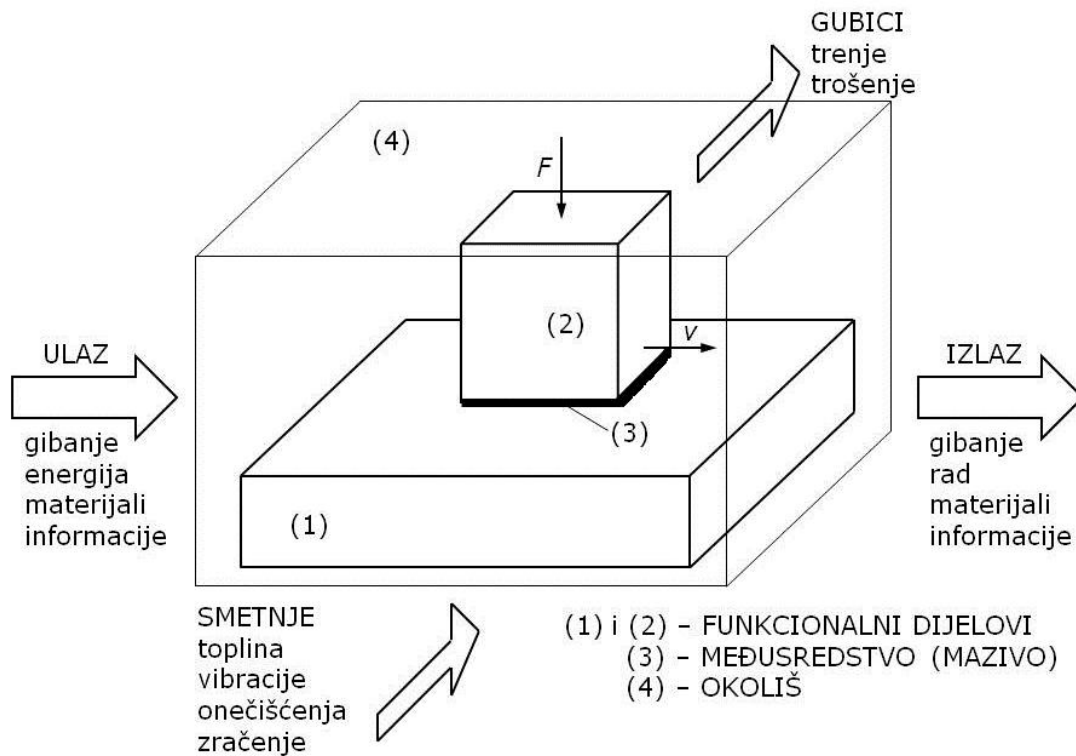 GUBICI
trenje
trošenje
(4)
F
(2)
v
ULAZ
IZLAZ
(3)
gibanje
energija
materijali
informacije
gibanje
rad
materijali
informacije
(1)
SMETNJE
toplina
vibracije
onečišćenja
zračenje
(1) i (2) – FUNKCIONALNI DIJELOVI
(3) – MEĐUSREDSTVO (MAZIVO)
(4) – OKOLIŠ